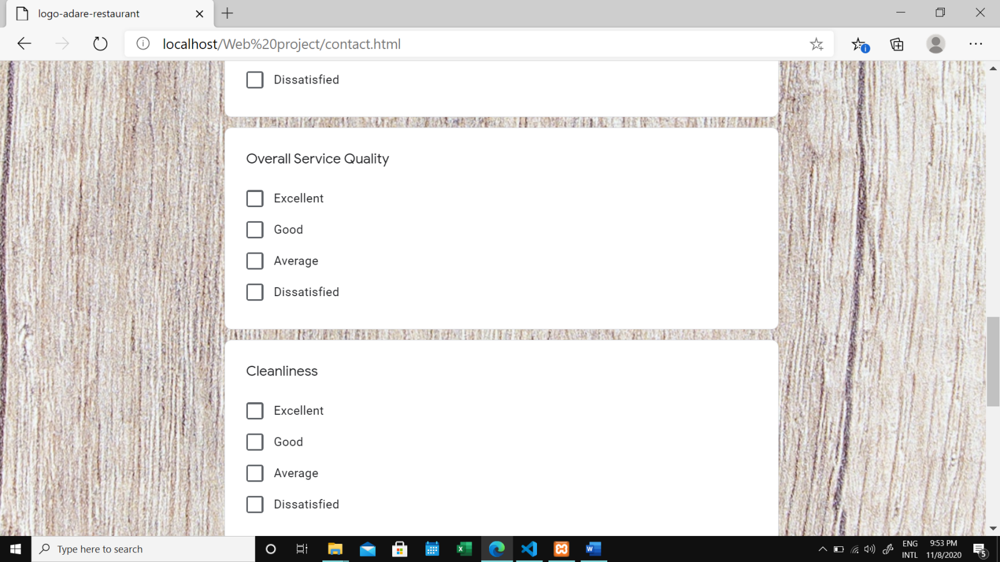 logo-adare-restaurant
localhost/Web%20project/contact.html
Dissatisfied
Overall Service Quality
Excellent
Good
Average
Dissatisfied
Cleanliness
Excellent
Good
Average
Dissatisfied
Type here to search
ENG
INTL
9:53 PM
11/8/2020
5